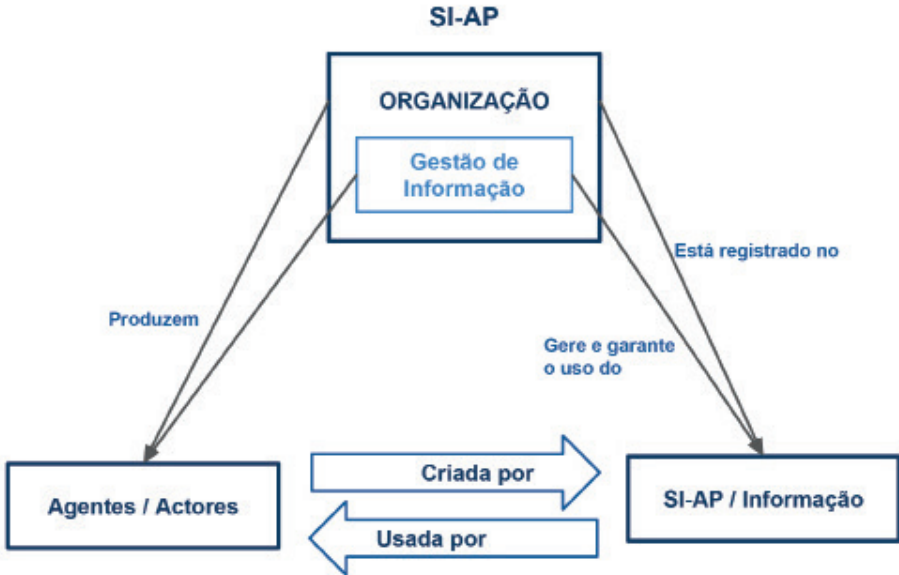 SI-AP
ORGANIZAÇÃO
Gestão de
Informação
Está registrado no
Produzem
Gere e garante
o uso do
Criada por
Agentes / Actores
SI-AP / Informação
Usada por